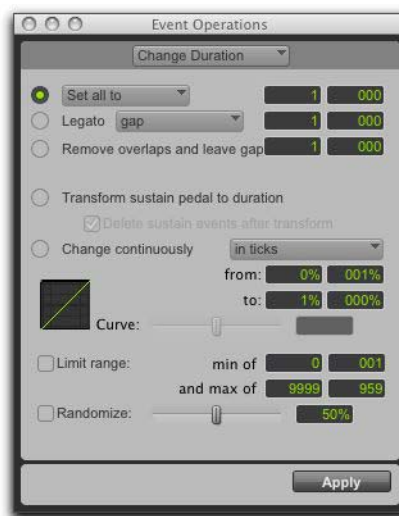 Event Operations
Change Duration
Set all to 1 000
Legato gap 1 000
Remove overlaps and leave gap 1 000
Transform sustain pedal to duration
Delete sustain events after transform
Change continuously in ticks
from: 0% 001%
to: 1% 000%
Curve:
Limit range: min of 0 001
and max of 9999 959
Randomize: 50%
Apply